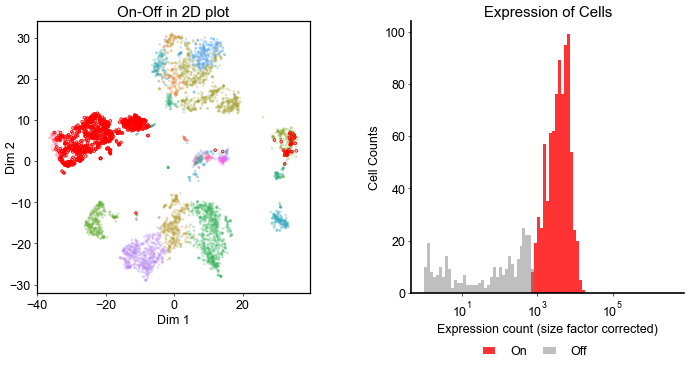 On-Off in 2D plot
30
20
10
0
−10
−20
−30
−40
−20
0
20
Dim 2
Dim 1
Expression of Cells
100
80
60
40
20
0
10^1
10^3
10^5
Cell Counts
Expression count (size factor corrected)
On
Off